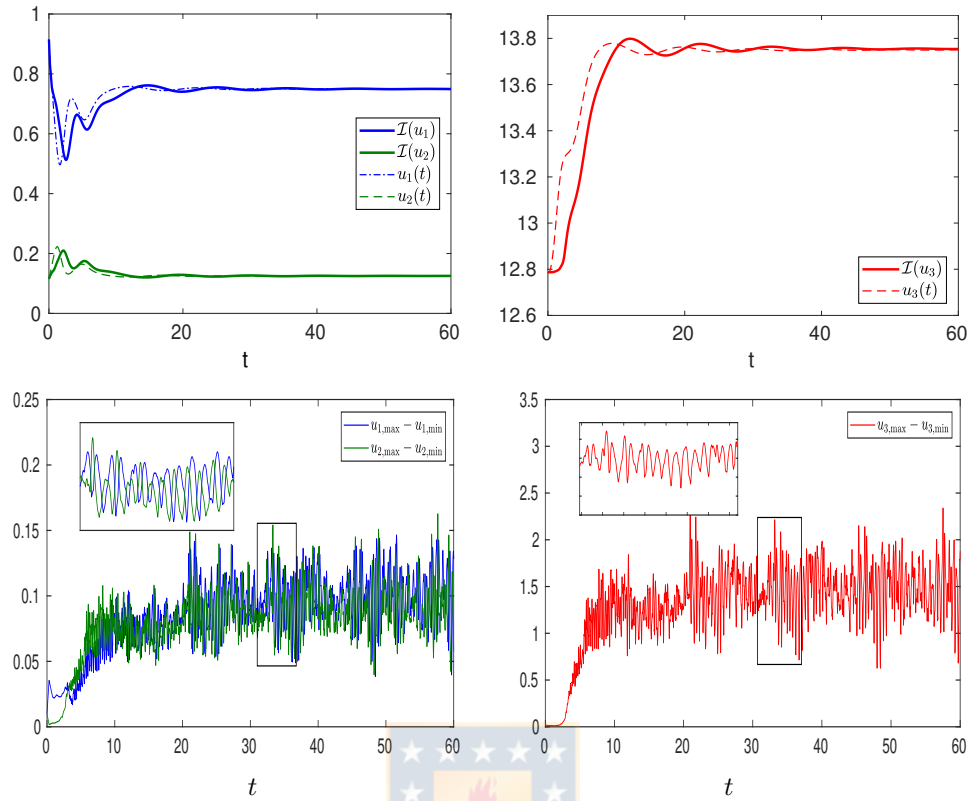 1
0.8
0.6
0.4
0.2
0
0 20 40 60
t
I(u₁)
I(u₂)
u₁(t)
u₂(t)
13.8
13.6
13.4
13.2
13
12.8
12.6
0 10 20 30 40 50 60
t
I(u₃)
u₃(t)
0.25
0.2
0.15
0.1
0.05
0
0 10 20 30 40 50 60
t
u₁,max − u₁,min
u₂,max − u₂,min
3.5
3
2.5
2
1.5
1
0.5
0
0 10 20 30 40 50 60
t
u₃,max − u₃,min